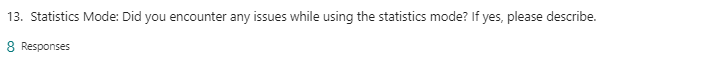 13. Statistics Mode: Did you encounter any issues while using the statistics mode? If yes, please describe.
8 Responses